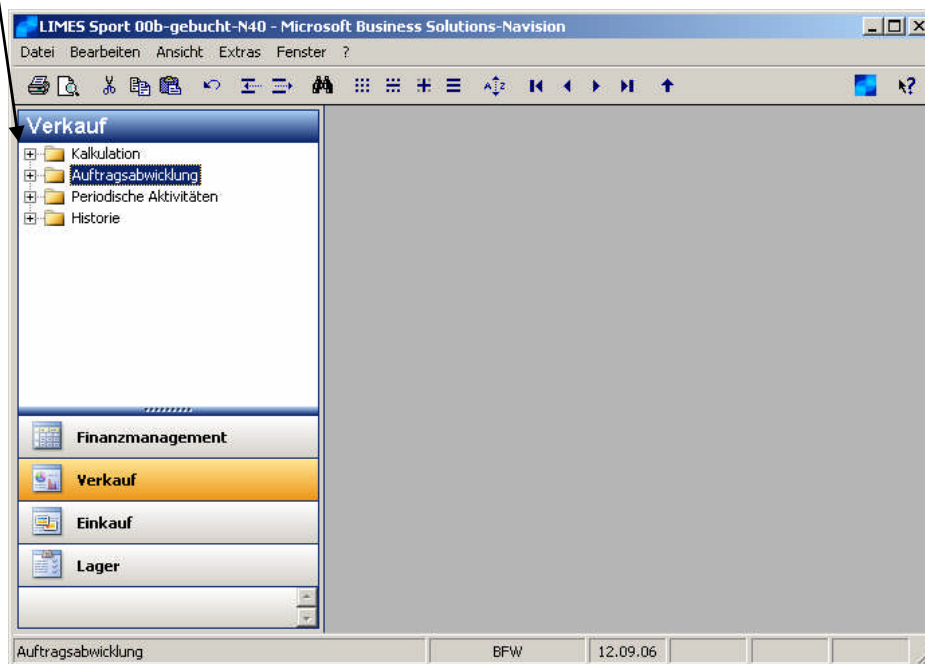 LIMES Sport 00b-gebucht-N40 - Microsoft Business Solutions-Navision
Datei Bearbeiten Ansicht Extras Fenster ?
Verkauf
Kalkulation
Auftragsabwicklung
Periodische Aktivitäten
Historie
Finanzmanagement
Verkauf
Einkauf
Lager
Auftragsabwicklung BFW 12.09.06